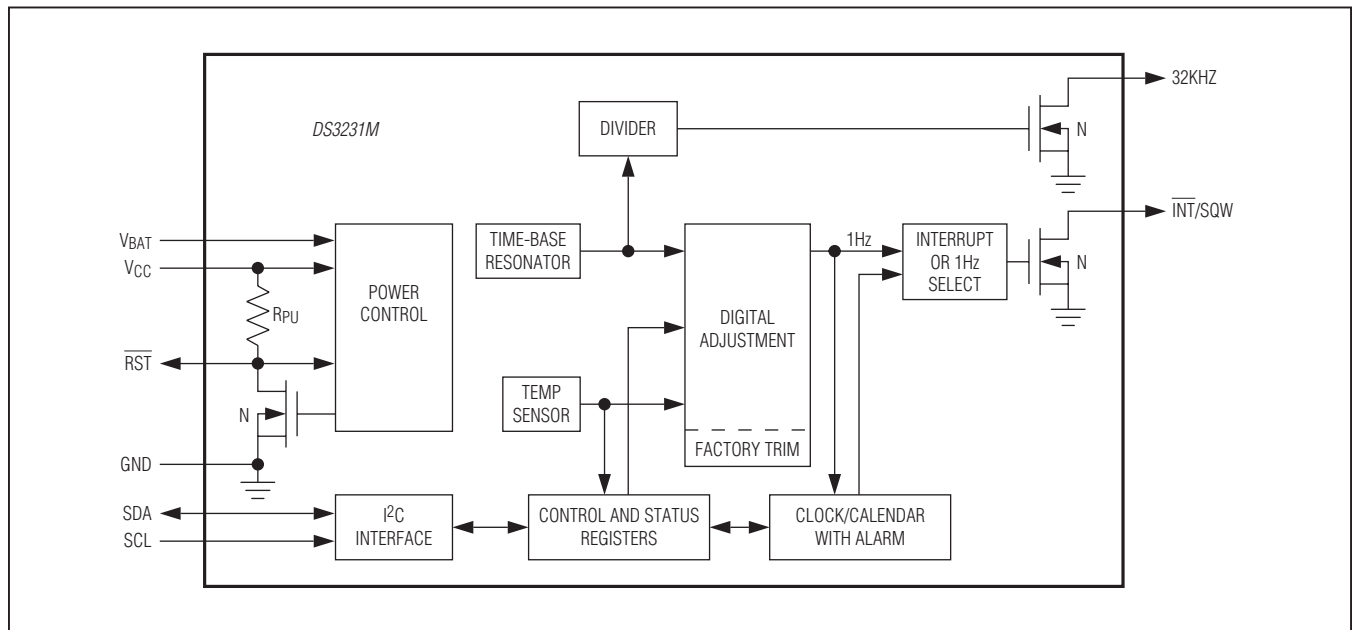 32KHZ
DS3231M
DIVIDER
N
INT/SQW
VBAT
VCC
RPU
RST
N
GND
SDA
SCL
POWER
CONTROL
TIME-BASE
RESONATOR
TEMP
SENSOR
DIGITAL
ADJUSTMENT
FACTORY TRIM
1Hz
INTERRUPT
OR 1Hz
SELECT
N
I2C
INTERFACE
CONTROL AND STATUS
REGISTERS
CLOCK/CALENDAR
WITH ALARM